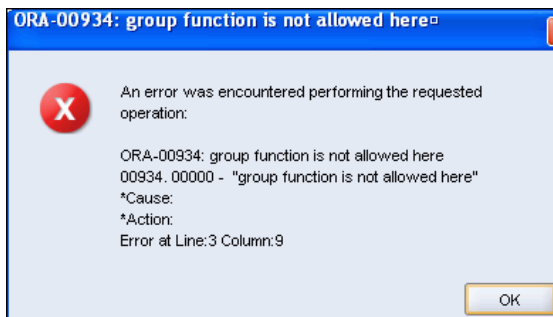 ORA-00934: group function is not allowed here¤
An error was encountered performing the requested
operation:
ORA-00934: group function is not allowed here
00934. 00000 - "group function is not allowed here"
*Cause:
*Action:
Error at Line:3 Column:9
OK